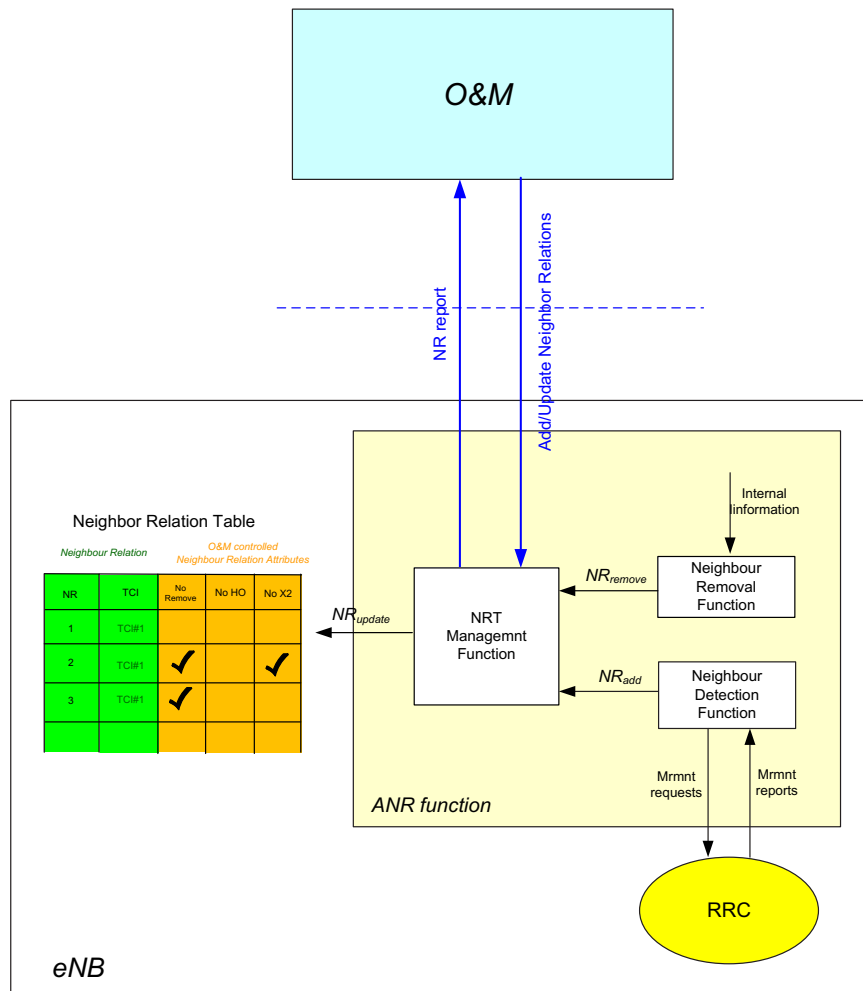 O&M
NR report
Add/Update Neighbor Relations
Internal
Iinformation
Neighbor Relation Table
Neighbour Relation
O&M controlled
Neighbour Relation Attributes
NR TCI No Remove No HO No X2
1 TCI#1
2 TCI#1 ✓ ✓
3 TCI#1 ✓
NRupdate
NRT
Managemnt
Function
NRremove
Neighbour
Removal
Function
NRadd
Neighbour
Detection
Function
Mrmnt
requests
Mrmnt
reports
ANR function
RRC
eNB